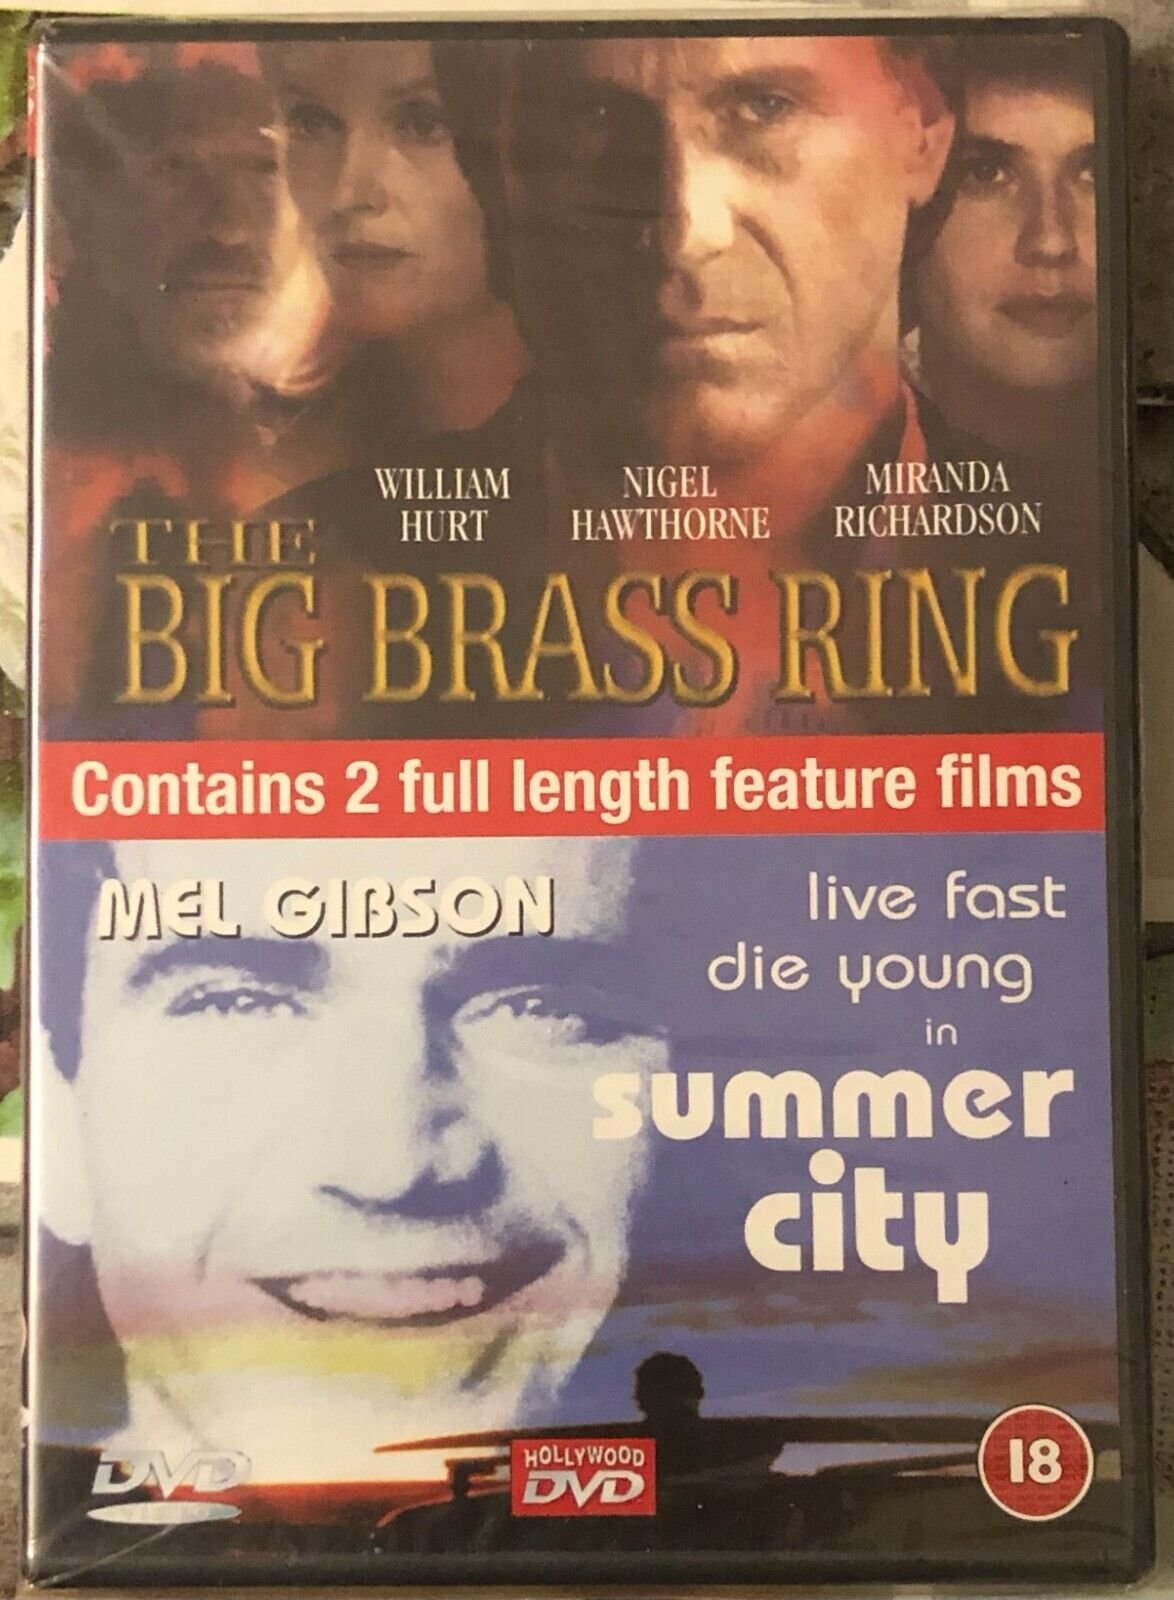 WILLIAM HURT
NIGEL HAWTHORNE
MIRANDA RICHARDSON
THE
BIG BRASS RING
Contains 2 full length feature films
MEL GIBSON
live fast
die young
in
summer
city
DVD
HOLLYWOOD
DVD
18